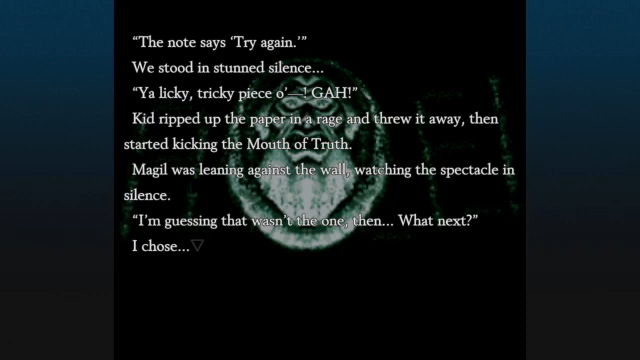 “The note says ‘Try again.’”
We stood in stunned silence...
“Ya licky, tricky piece o’—! GAH!”
Kid ripped up the paper in a rage and threw it away, then
started kicking the Mouth of Truth.
Magil was leaning against the wall, watching the spectacle in
silence.
“I’m guessing that wasn’t the one, then... What next?”
I chose...▽